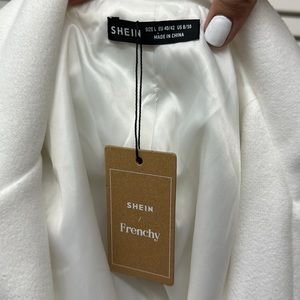 SHEIN SIZE L EU 40/42 US 8/10
MADE IN CHINA
SHEIN
/
Frenchy